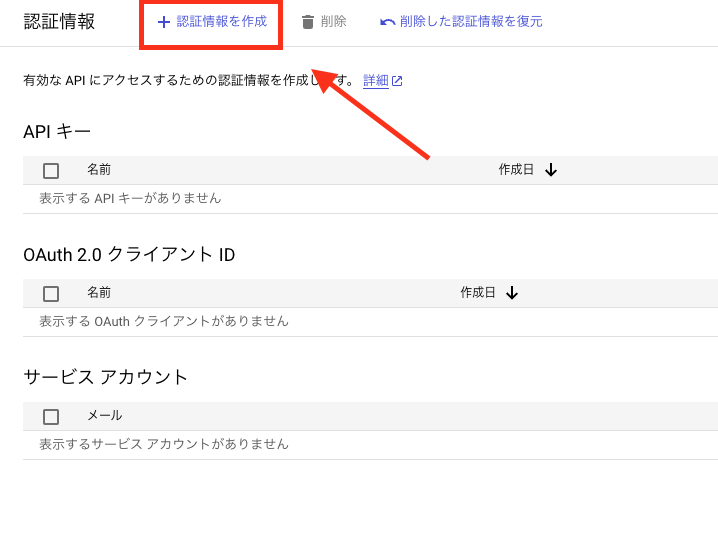 認証情報
認証情報を作成
削除
削除した認証情報を復元
有効な API にアクセスするための認証情報を作成します。 詳細
API キー
名前 作成日
表示する API キーがありません
OAuth 2.0 クライアント ID
名前 作成日
表示する OAuth クライアントがありません
サービス アカウント
メール
表示するサービス アカウントがありません